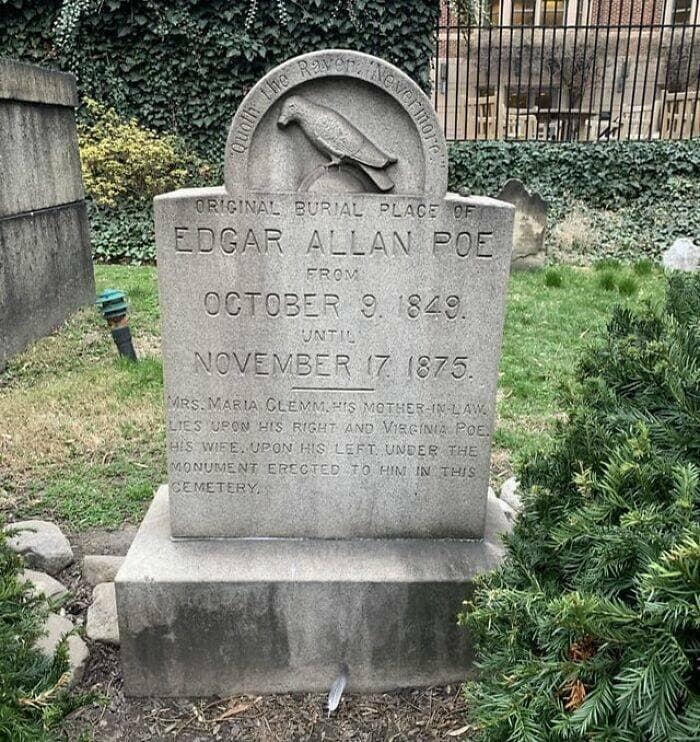 "Quoth the Raven, "Nevermore."
ORIGINAL BURIAL PLACE OF
EDGAR ALLAN POE
FROM
OCTOBER 9. 1849.
UNTIL
NOVEMBER 17. 1875.
MRS. MARIA CLEMM, HIS MOTHER-IN-LAW,
LIES UPON HIS RIGHT AND VIRGINIA POE,
HIS WIFE, UPON HIS LEFT, UNDER THE
MONUMENT ERECTED TO HIM IN THIS
CEMETERY.